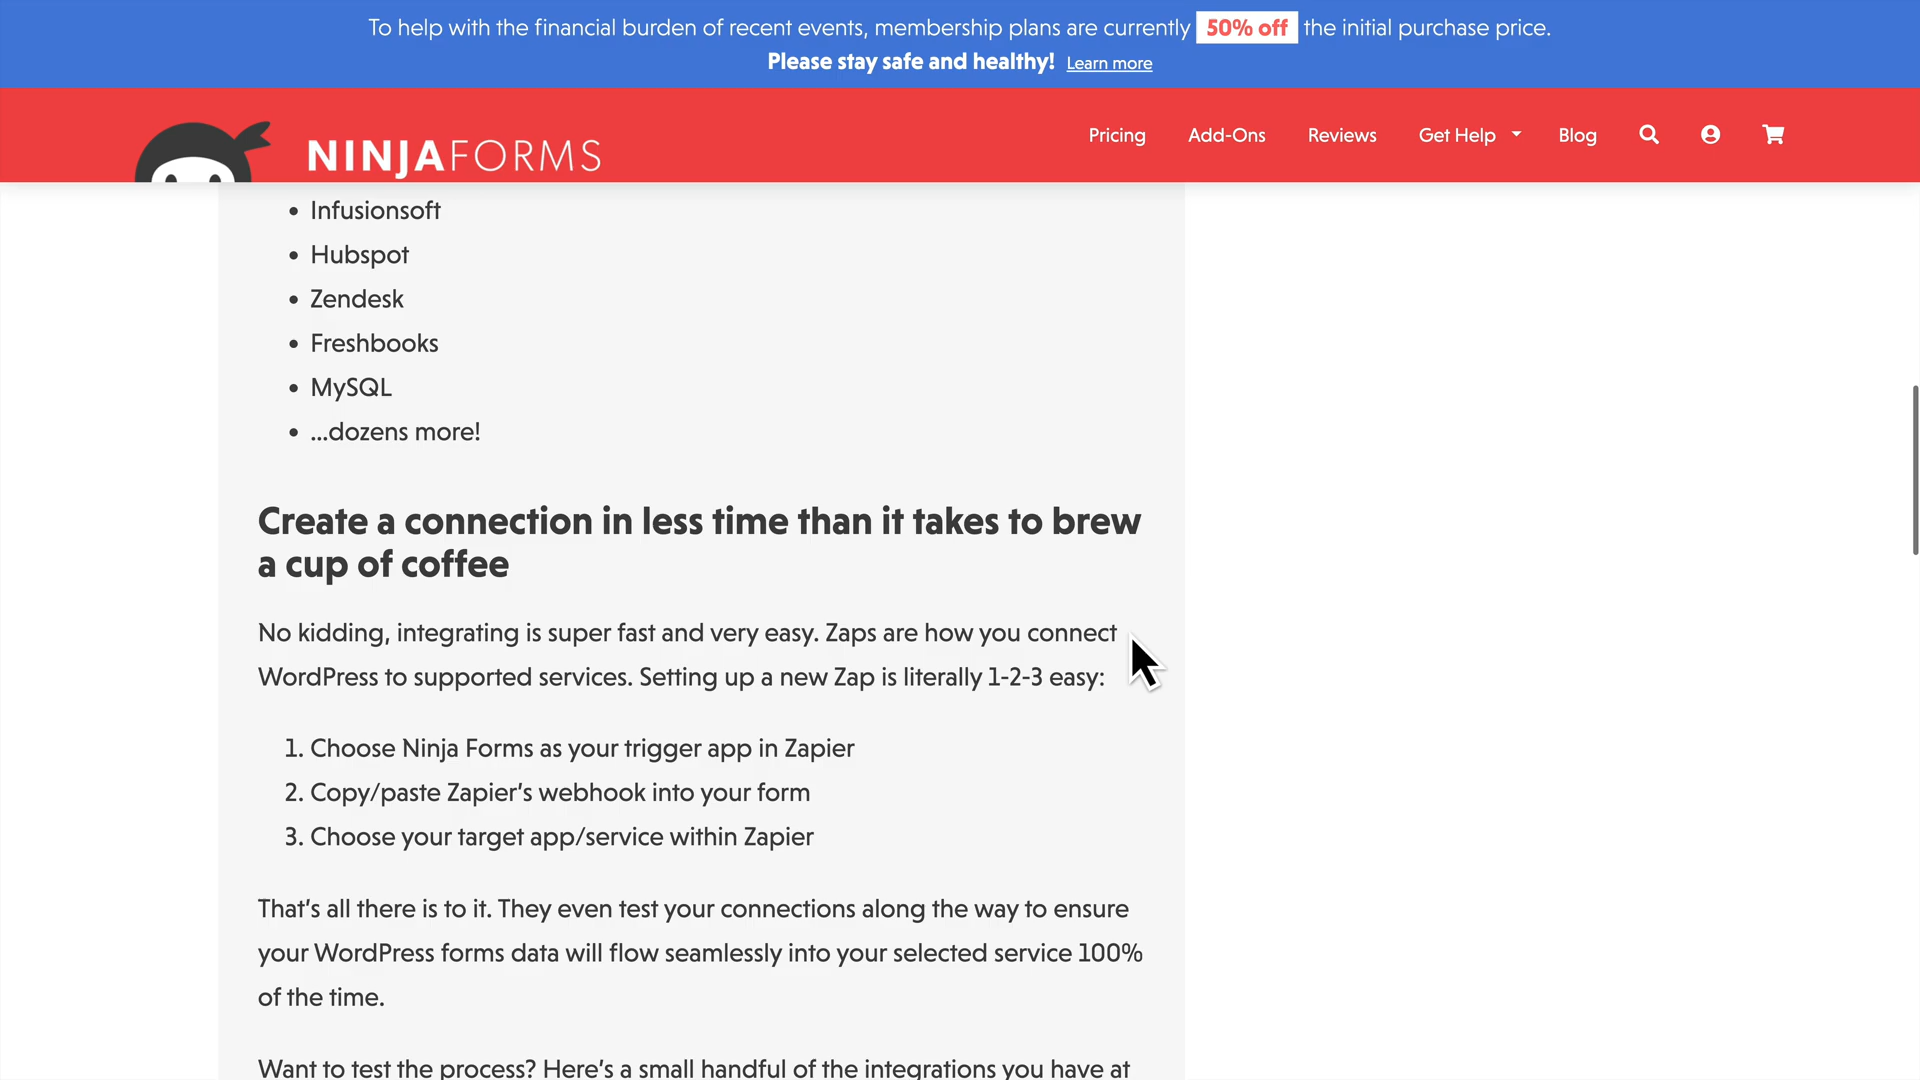 To help with the financial burden of recent events, membership plans are currently 50% off the initial purchase price.
Please stay safe and healthy! Learn more
NINJAFORMS
Pricing Add-Ons Reviews Get Help Blog
• Infusionsoft
• Hubspot
• Zendesk
• Freshbooks
• MySQL
• ...dozens more!
Create a connection in less time than it takes to brew
a cup of coffee
No kidding, integrating is super fast and very easy. Zaps are how you connect
WordPress to supported services. Setting up a new Zap is literally 1-2-3 easy:
1. Choose Ninja Forms as your trigger app in Zapier
2. Copy/paste Zapier's webhook into your form
3. Choose your target app/service within Zapier
That's all there is to it. They even test your connections along the way to ensure
your WordPress forms data will flow seamlessly into your selected service 100%
of the time.
Want to test the process? Here's a small handful of the integrations you have at